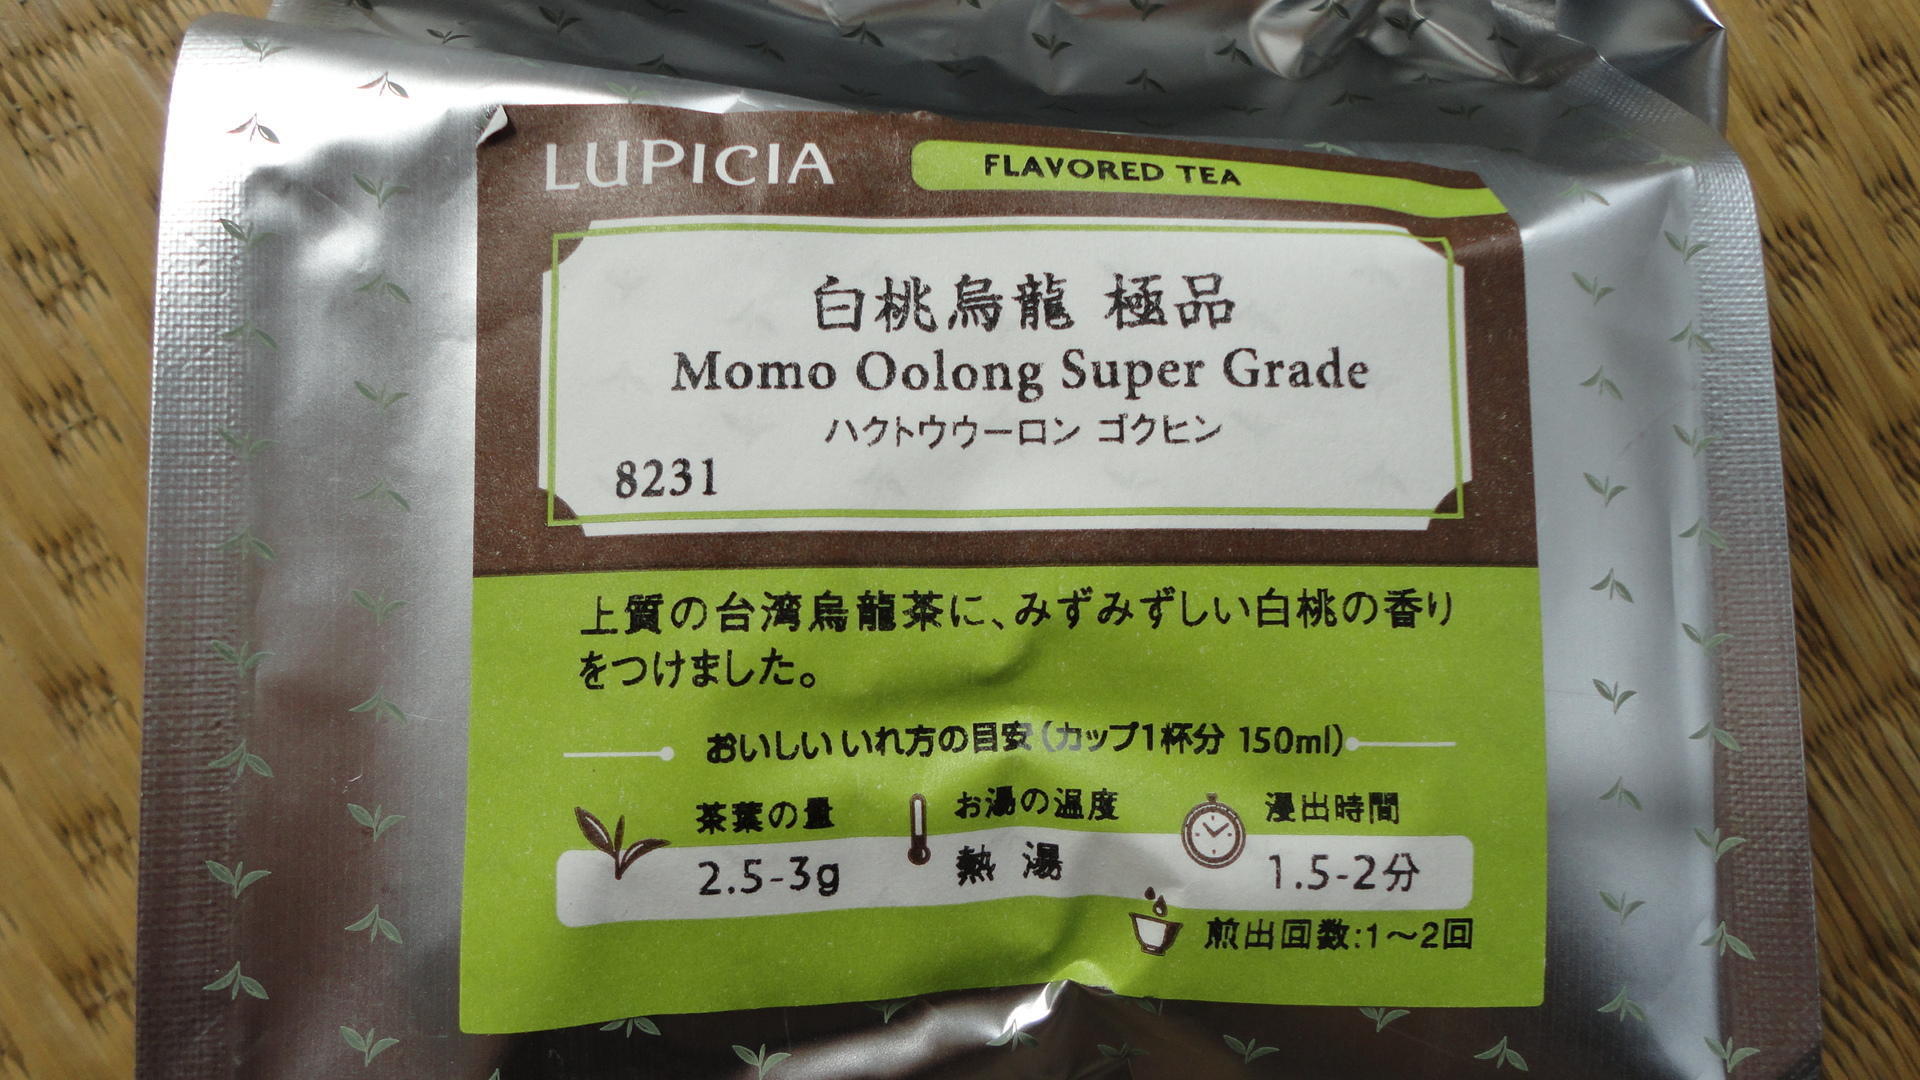 LUPICIA
FLAVORED TEA
白桃烏龍 極品
Momo Oolong Super Grade
ハクトウウーロン ゴクヒン
8231
上質の台湾烏龍茶に、みずみずしい白桃の香り
をつけました。
おいしいいれ方の目安(カップ1杯分 150ml)
茶葉の量 お湯の温度 浸出時間
2.5-3g 熱 湯 1.5-2分
煎出回数:1〜2回